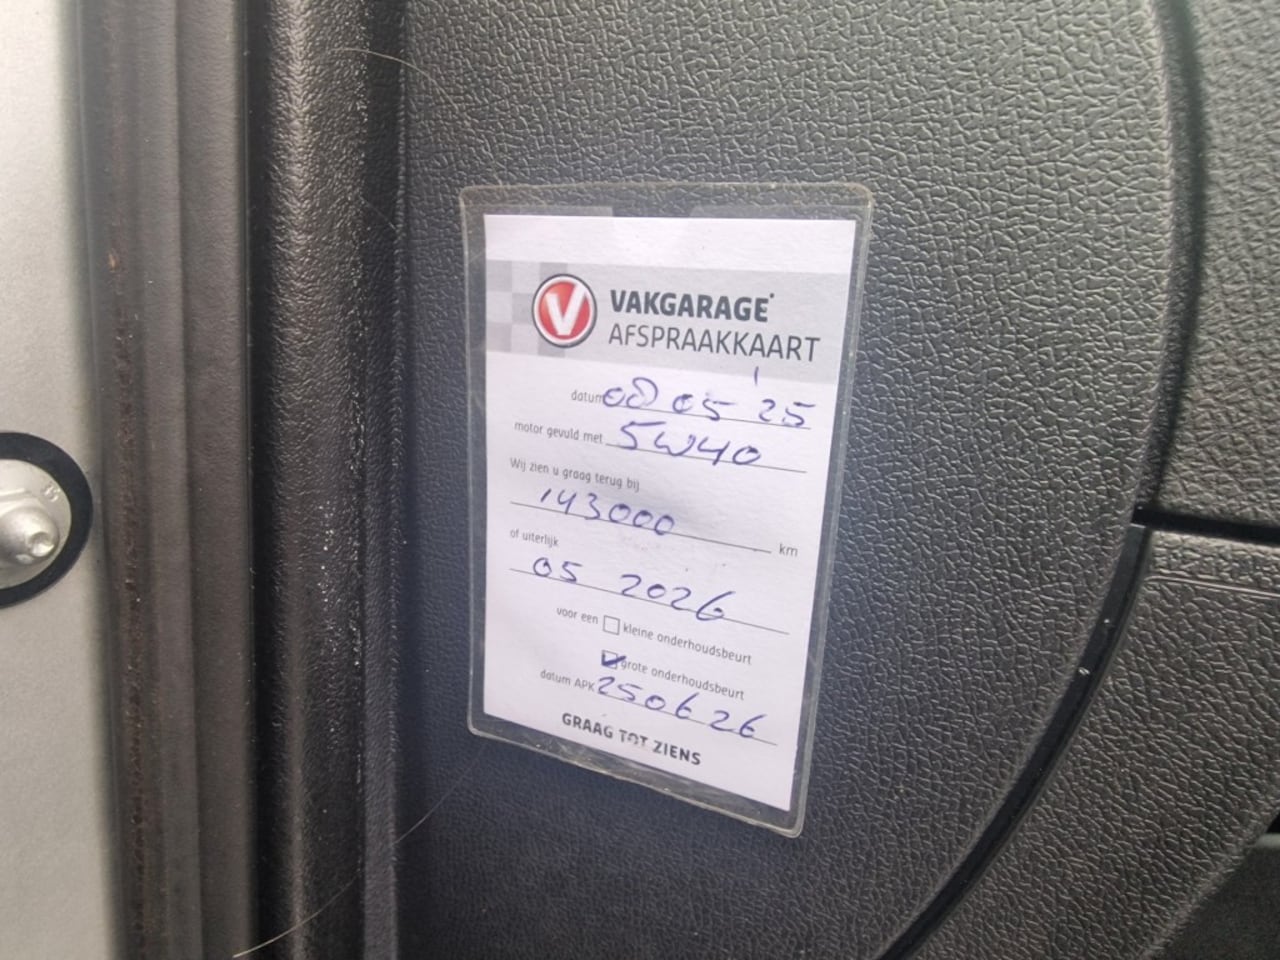 V
VAKGARAGE
AFSPRAAKKAART
datum 08 05 25
motor gevuld met 5W40
Wij zien u graag terug bij
143000 km
of uiterlijk
05 2026
voor een kleine onderhoudsbeurt
grote onderhoudsbeurt
datum APK 250626
GRAAG TOT ZIENS